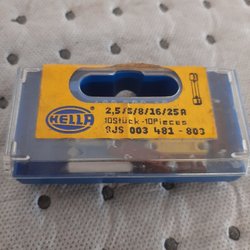 2,5/5/8/16/25A
10Stück-10Pieces
8JS 003 481-803
HELLA